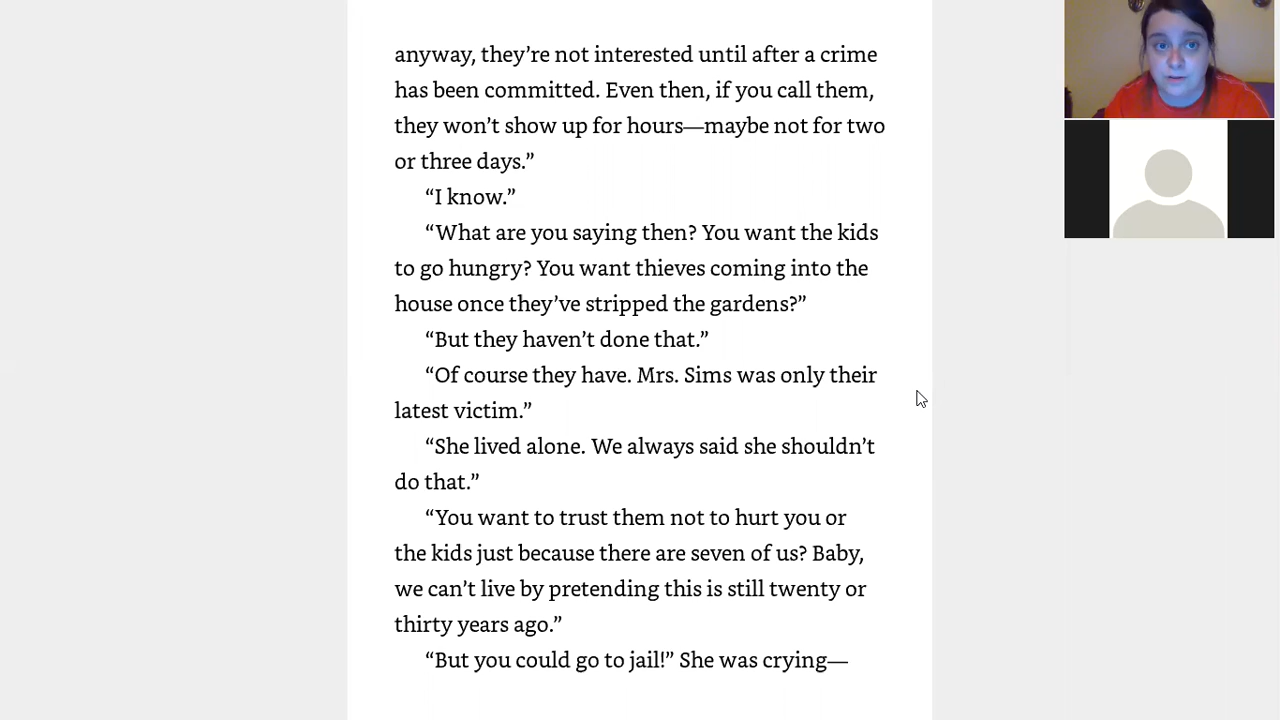 anyway, they’re not interested until after a crime
has been committed. Even then, if you call them,
they won’t show up for hours—maybe not for two
or three days.”
“I know.”
“What are you saying then? You want the kids
to go hungry? You want thieves coming into the
house once they’ve stripped the gardens?”
“But they haven’t done that.”
“Of course they have. Mrs. Sims was only their
latest victim.”
“She lived alone. We always said she shouldn’t
do that.”
“You want to trust them not to hurt you or
the kids just because there are seven of us? Baby,
we can’t live by pretending this is still twenty or
thirty years ago.”
“But you could go to jail!” She was crying—